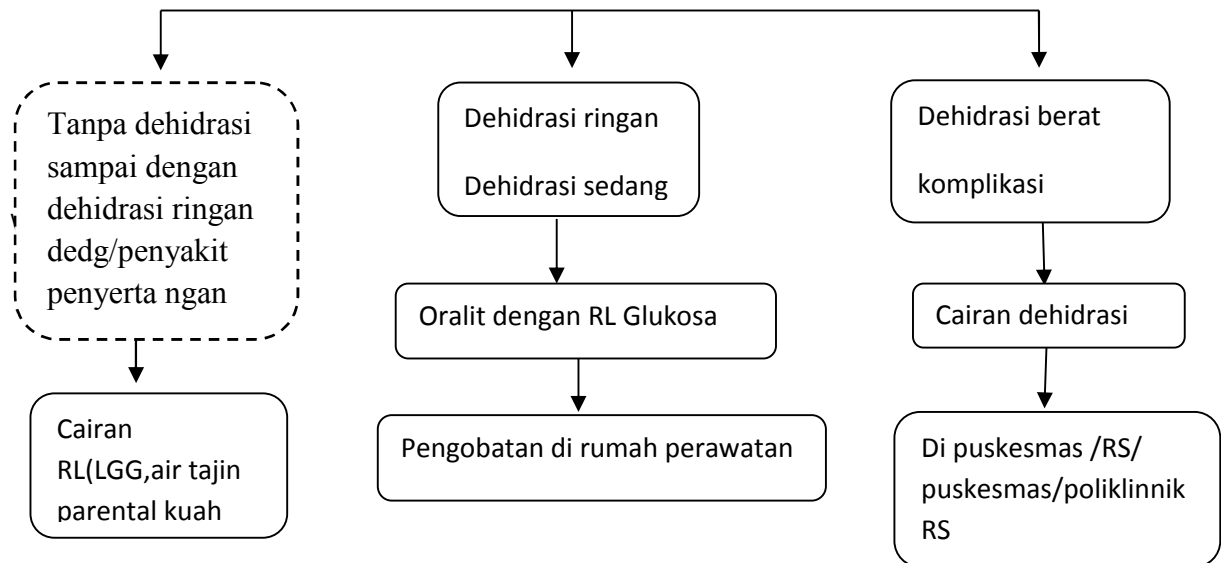 Tanpa dehidrasi
sampai dengan
dehidrasi ringan
dedg/penyakit
penyerta ngan
Cairan
RL(LGG,air tajin
parental kuah
Dehidrasi ringan
Dehidrasi sedang
Oralit dengan RL Glukosa
Pengobatan di rumah perawatan
Dehidrasi berat
komplikasi
Cairan dehidrasi
Di puskesmas /RS/
puskesmas/poliklinnik
RS